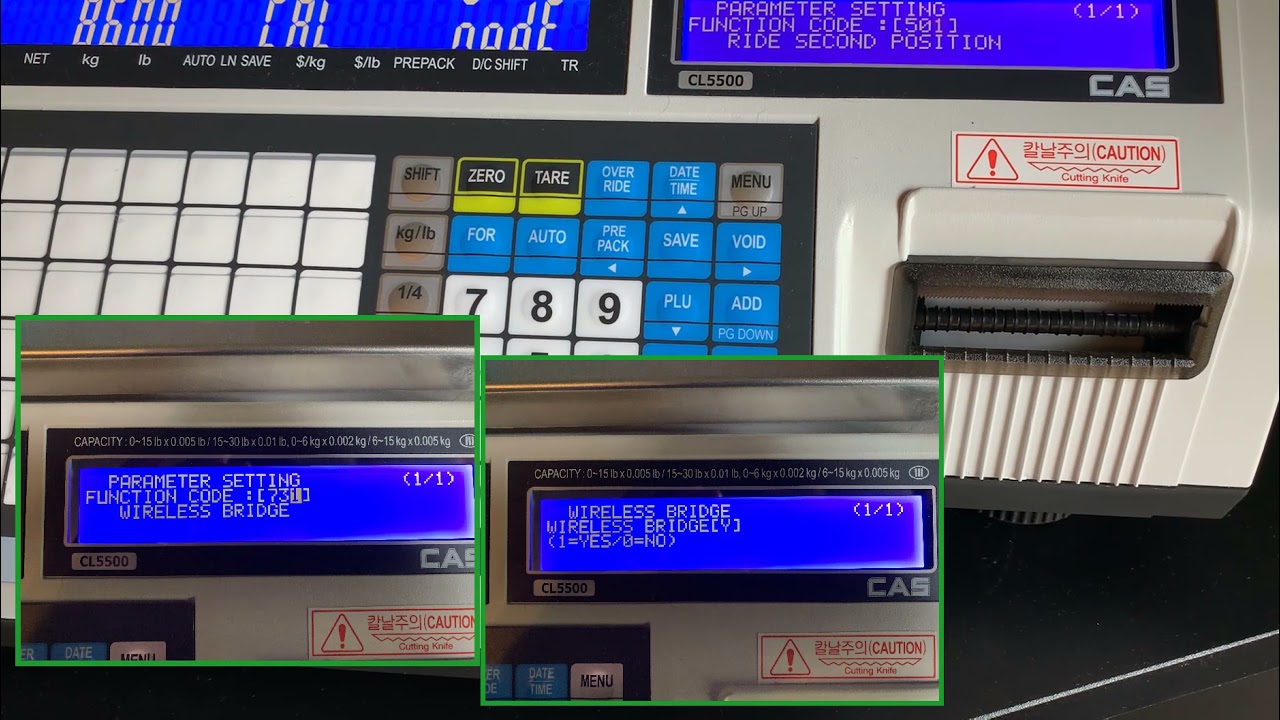 8600 CAL node
NET kg lb AUTO LN SAVE $/kg $/lb PREPACK D/C SHIFT TR
PARAMETER SETTING (1/1)
FUNCTION CODE :[501]
RIDE SECOND POSITION
CL5500 CAS
칼날주의(CAUTION)
Cutting Knife
SHIFT ZERO TARE OVER RIDE DATE TIME MENU
PG UP
kg/lb FOR AUTO PRE PACK SAVE VOID
1/4 7 8 9 PLU ADD
PG DOWN
CAPACITY : 0~15 lb x 0.005 lb / 15~30 lb x 0.01 lb, 0~6 kg x 0.002 kg / 6~15 kg x 0.005 kg III
PARAMETER SETTING (1/1)
FUNCTION CODE :[731]
WIRELESS BRIDGE
CL5500 CAS
칼날주의(CAUTION
Cutting Knife
DATE MENU
CAPACITY : 0~15 lb x 0.005 lb / 15~30 lb x 0.01 lb, 0~6 kg x 0.002 kg / 6~15 kg x 0.005 kg III
WIRELESS BRIDGE (1/1)
WIRELESS BRIDGE[Y]
(1=YES/0=NO)
CL5500 CAS
칼날주의(CAUTION)
Cutting Knife
DATE TIME MENU